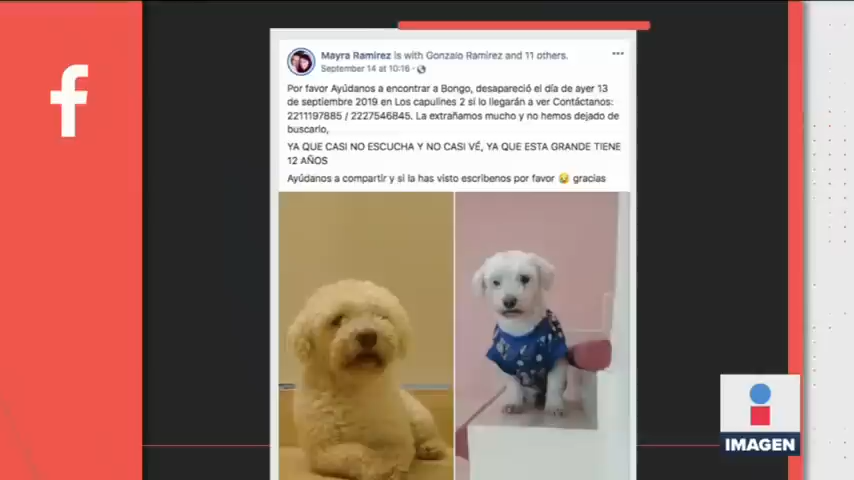 f
Mayra Ramirez is with Gonzalo Ramirez and 11 others.
September 14 at 10:16 ·
Por favor Ayúdanos a encontrar a Bongo, desapareció el día de ayer 13
de septiembre 2019 en Los capulines 2 si lo llegarán a ver Contáctanos:
2211197885 / 2227546845. La extrañamos mucho y no hemos dejado de
buscarlo,
YA QUE CASI NO ESCUCHA Y NO CASI VÉ, YA QUE ESTA GRANDE TIENE
12 AÑOS
Ayúdanos a compartir y si la has visto escribenos por favor 😢 gracias
IMAGEN